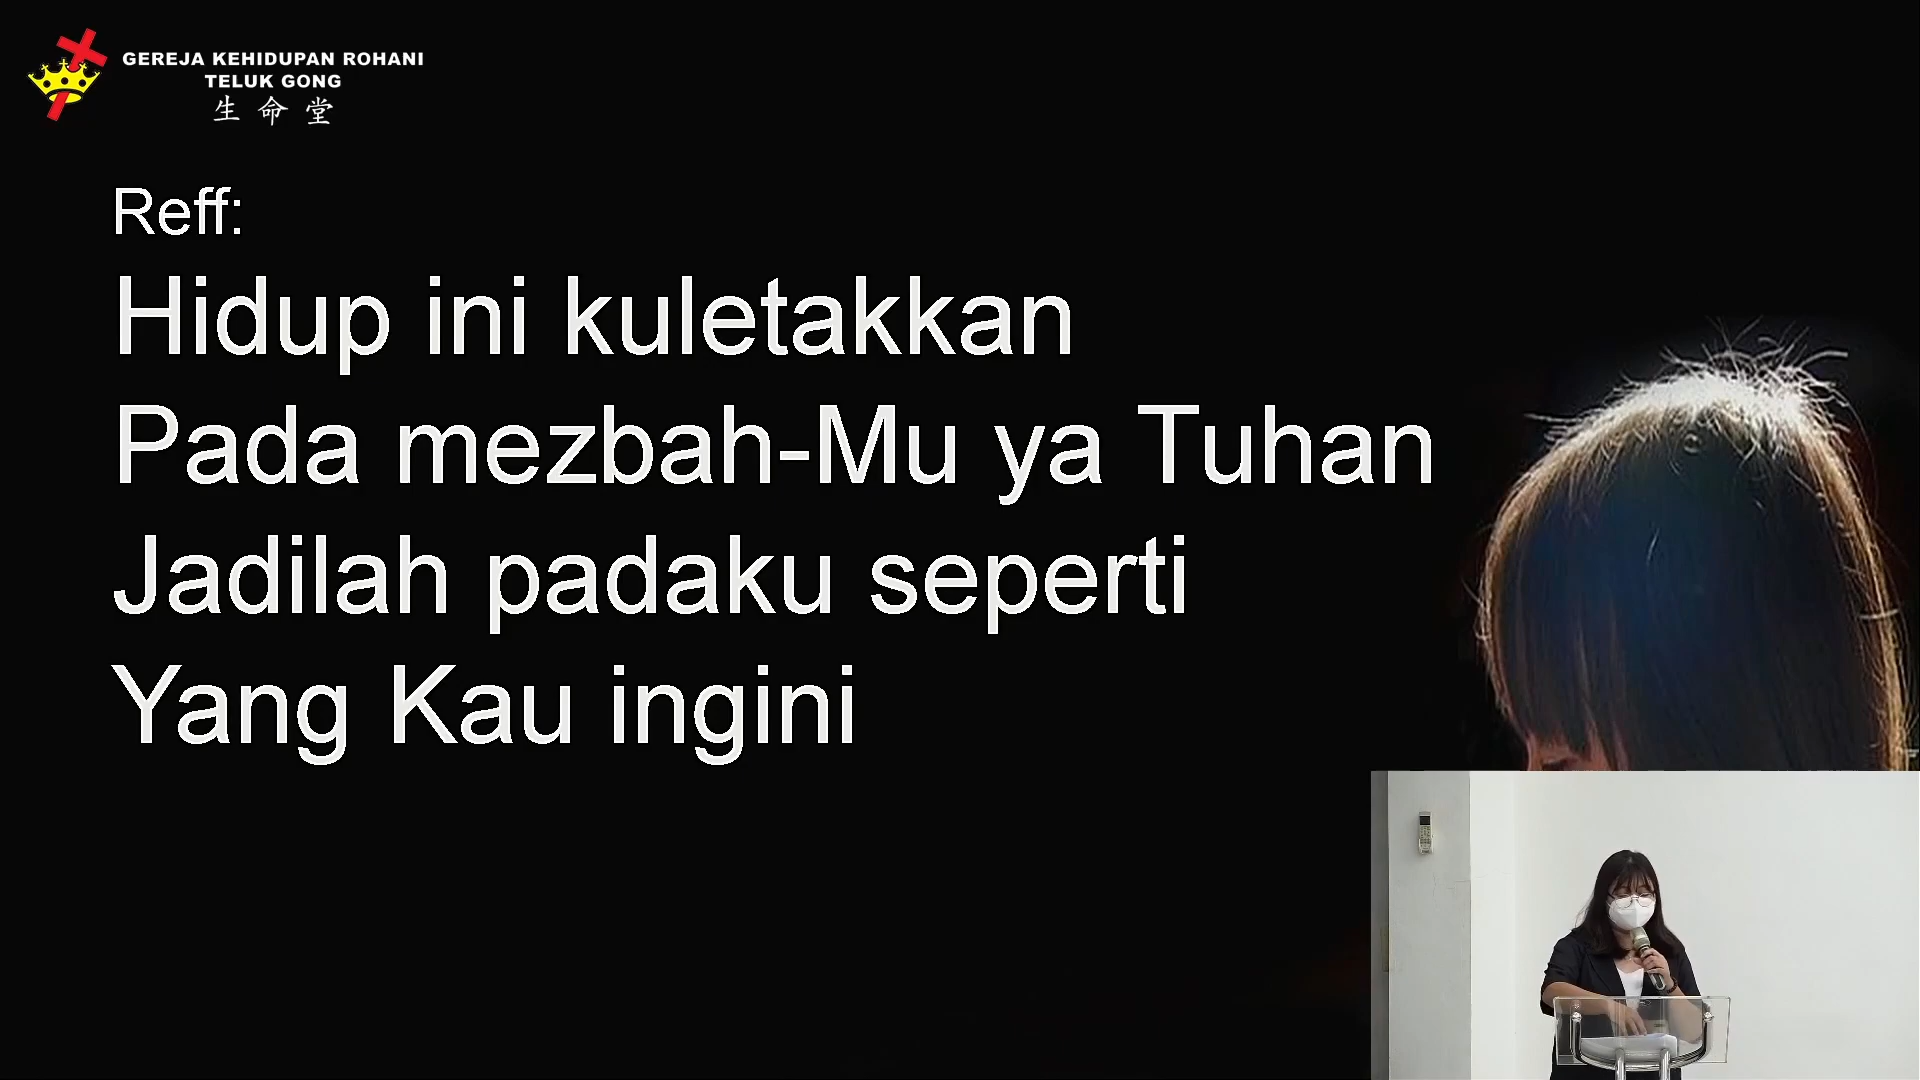 GEREJA KEHIDUPAN ROHANI
TELUK GONG
生命堂
Reff:
Hidup ini kuletakkan
Pada mezbah-Mu ya Tuhan
Jadilah padaku seperti
Yang Kau ingini